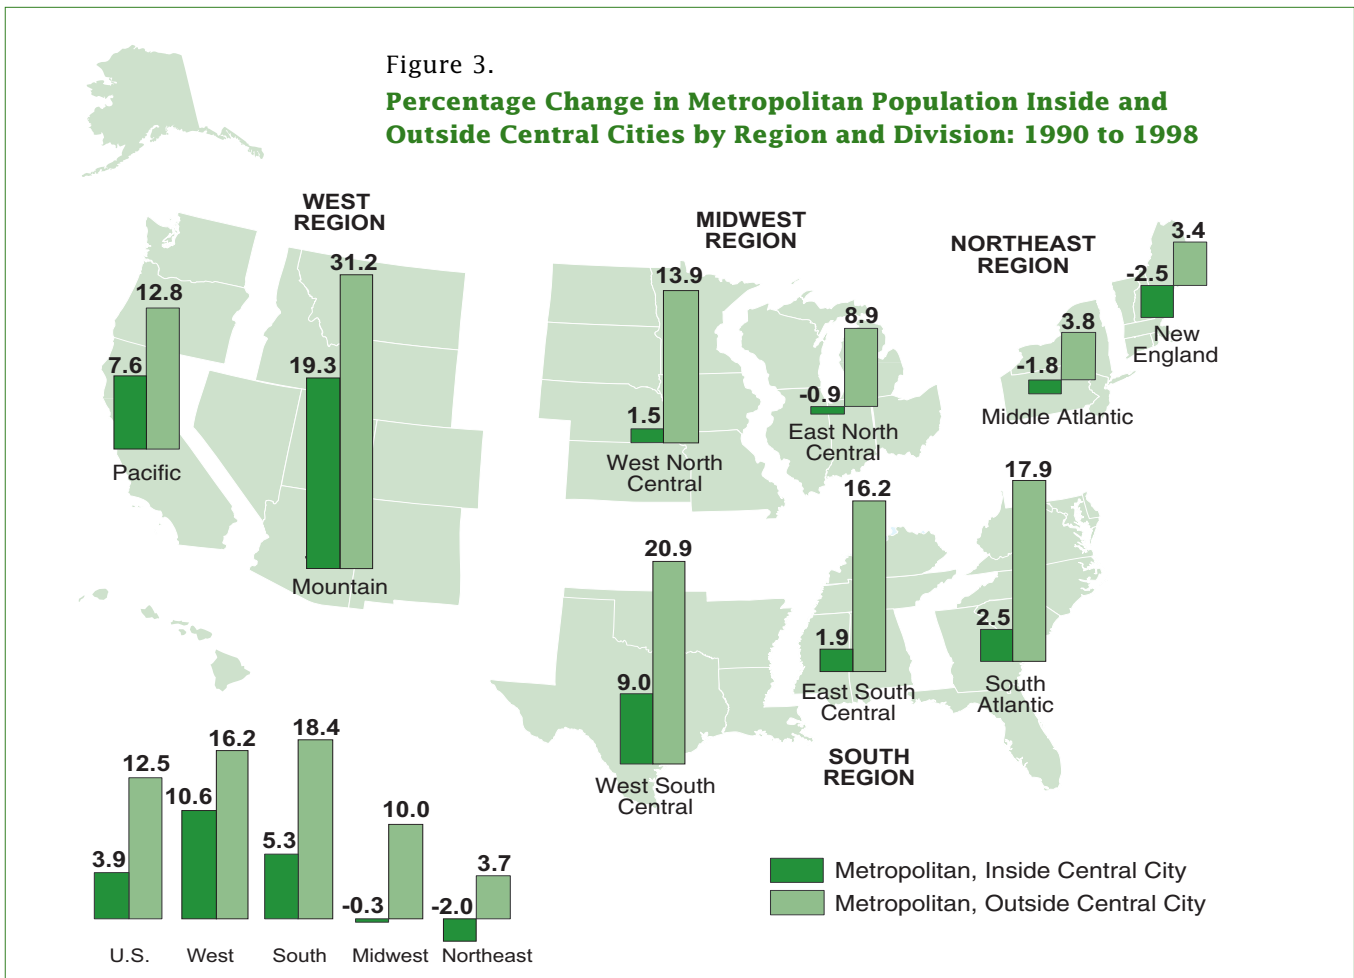 Figure 3.
Percentage Change in Metropolitan Population Inside and
Outside Central Cities by Region and Division: 1990 to 1998
WEST
REGION
12.8
7.6
Pacific
31.2
19.3
Mountain
MIDWEST
REGION
13.9
1.5
West North
Central
8.9
-0.9
East North
Central
NORTHEAST
REGION
3.8
-1.8
Middle Atlantic
3.4
-2.5
New
England
20.9
9.0
West South
Central
16.2
1.9
East South
Central
17.9
2.5
South
Atlantic
SOUTH
REGION
3.9
12.5
U.S.
10.6
16.2
West
5.3
18.4
South
-0.3
10.0
Midwest
-2.0
3.7
Northeast
Metropolitan, Inside Central City
Metropolitan, Outside Central City